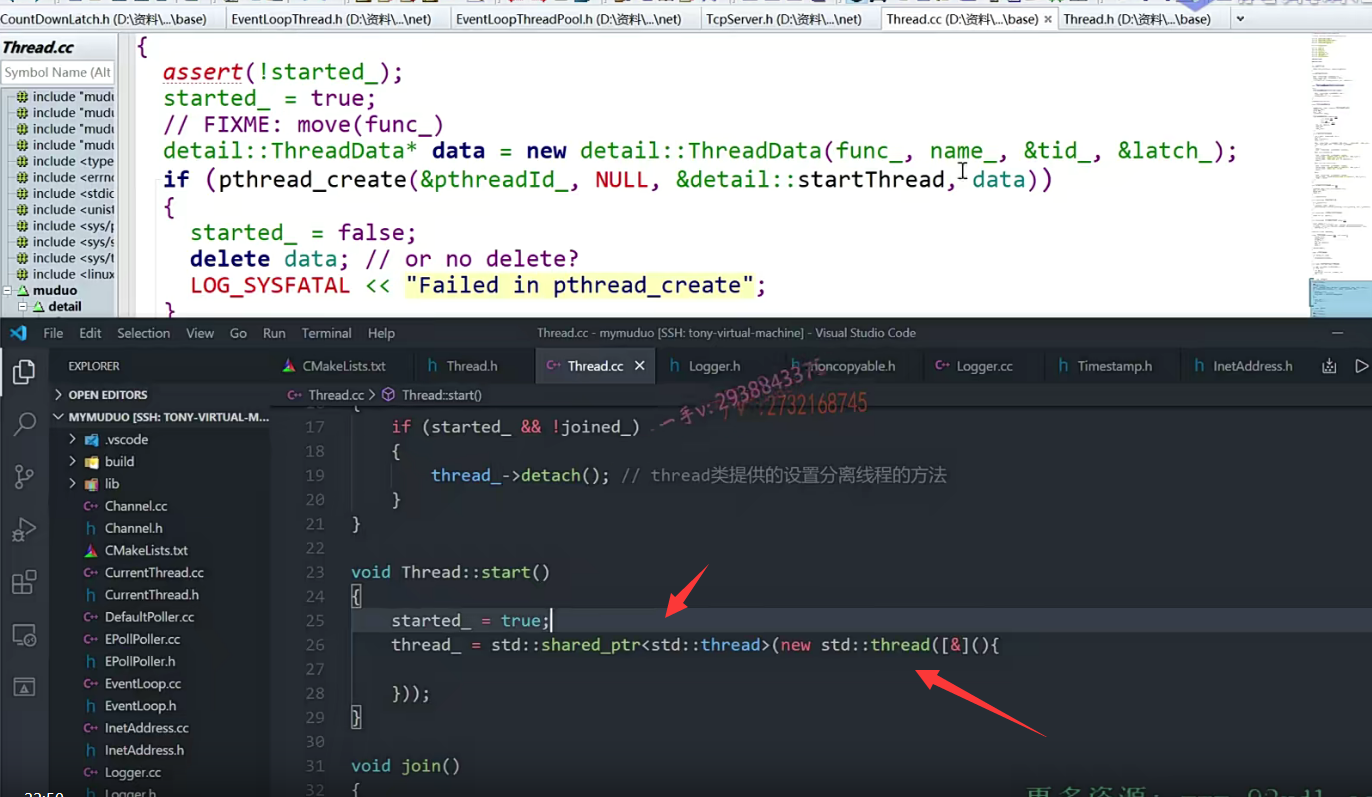 CountDownLatch.h (D:\资料\...\base) EventLoopThread.h (D:\资料\...\net) EventLoopThreadPool.h (D:\资料\...\net) TcpServer.h (D:\资料\...\net) Thread.cc (D:\资料\...\base) × Thread.h (D:\资料\...\base)
Thread.cc
Symbol Name (Alt
include "mudu
include "mudu
include "mudu
include "mudu
include <type
include <errno
include <stdic
include <unist
include <sys/p
include <sys/s
include <sys/t
include <linux
muduo
detail
{
assert(!started_);
started_ = true;
// FIXME: move(func_)
detail::ThreadData* data = new detail::ThreadData(func_, name_, &tid_, &latch_);
if (pthread_create(&pthreadId_, NULL, &detail::startThread, data))
{
started_ = false;
delete data; // or no delete?
LOG_SYSFATAL << "Failed in pthread_create";
}
File Edit Selection View Go Run Terminal Help Thread.cc - mymuduo [SSH: tony-virtual-machine] - Visual Studio Code
EXPLORER
OPEN EDITORS
MYMUDUO [SSH: TONY-VIRTUAL-M...
.vscode
build
lib
Channel.cc
Channel.h
CMakeLists.txt
CurrentThread.cc
CurrentThread.h
DefaultPoller.cc
EPollPoller.cc
EPollPoller.h
EventLoop.cc
EventLoop.h
InetAddress.cc
InetAddress.h
Logger.cc
Logger.h
CMakeLists.txt Thread.h Thread.cc Logger.h noncopyable.h Logger.cc Timestamp.h InetAddress.h
Thread.cc > Thread::start()
一手v:2938843375
:2732168745
17 if (started_ && !joined_)
18 {
19 thread_->detach(); // thread类提供的设置分离线程的方法
20 }
21 }
22
23 void Thread::start()
24 {
25 started_ = true;
26 thread_ = std::shared_ptr<std::thread>(new std::thread([&](){
27
28 }));
29 }
30
31 void join()
32 {